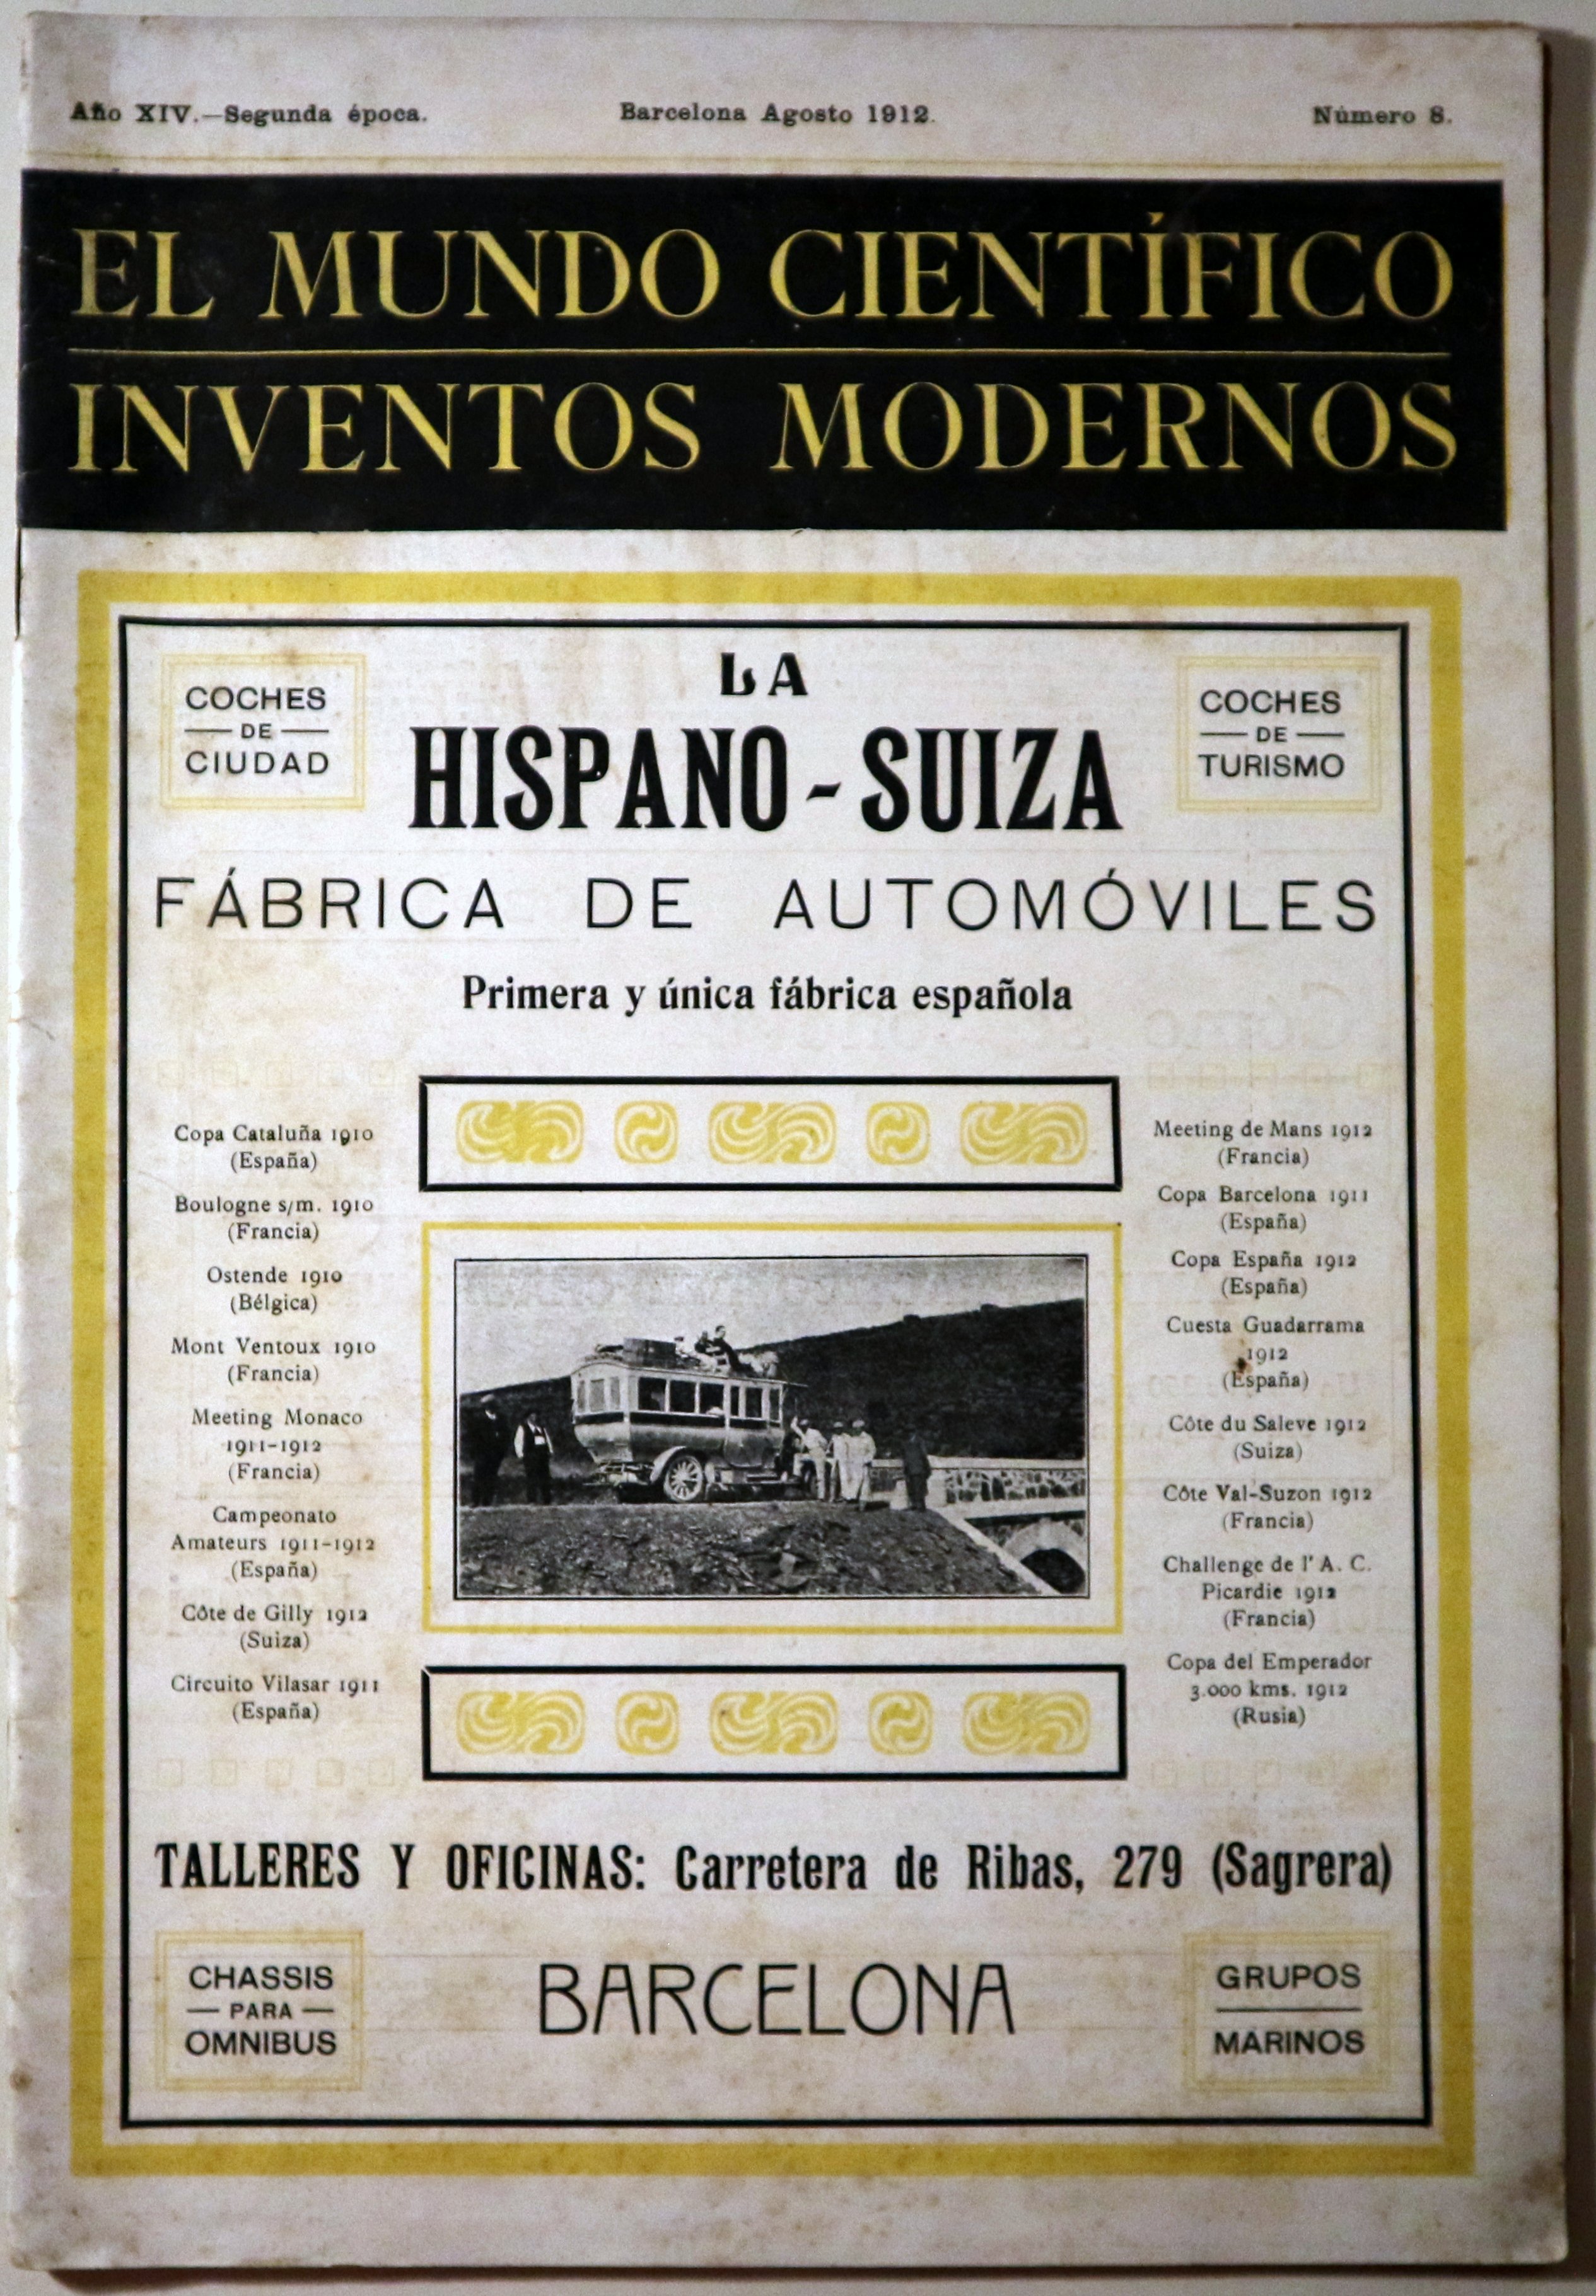 Año XIV.—Segunda época.
Barcelona Agosto 1912.
Número 8.
EL MUNDO CIENTÍFICO
INVENTOS MODERNOS
COCHES
DE
CIUDAD
LA
HISPANO-SUIZA
COCHES
DE
TURISMO
FÁBRICA DE AUTOMÓVILES
Primera y única fábrica española
Copa Cataluña 1910
(España)
Boulogne s/m. 1910
(Francia)
Ostende 1910
(Bélgica)
Mont Ventoux 1910
(Francia)
Meeting Monaco
1911-1912
(Francia)
Campeonato
Amateurs 1911-1912
(España)
Côte de Gilly 1912
(Suiza)
Circuito Vilasar 1911
(España)
Meeting de Mans 1912
(Francia)
Copa Barcelona 1911
(España)
Copa España 1912
(España)
Cuesta Guadarrama
1912
(España)
Côte du Saleve 1912
(Suiza)
Côte Val-Suzon 1912
(Francia)
Challenge de l' A. C.
Picardie 1912
(Francia)
Copa del Emperador
3.000 kms. 1912
(Rusia)
TALLERES Y OFICINAS: Carretera de Ribas, 279 (Sagrera)
CHASSIS
PARA
OMNIBUS
BARCELONA
GRUPOS
MARINOS